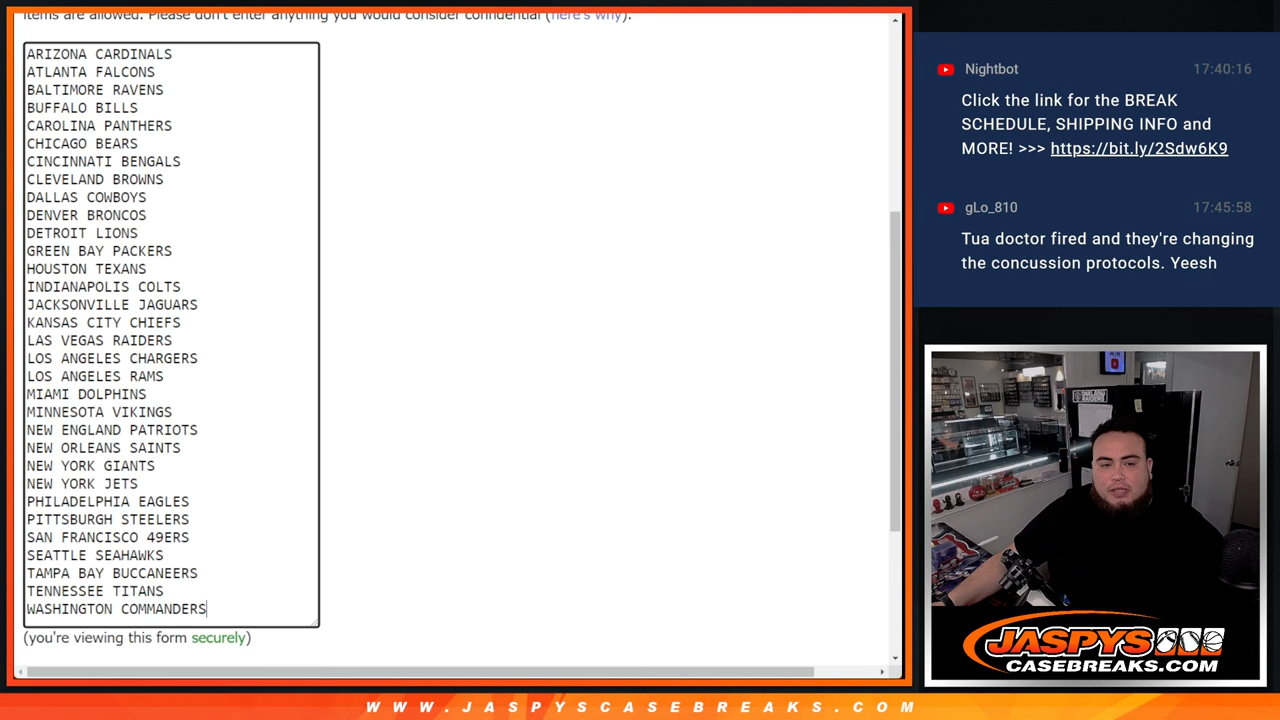 items are allowed. Please don't enter anything you would consider confidential (here's why).
ARIZONA CARDINALS
ATLANTA FALCONS
BALTIMORE RAVENS
BUFFALO BILLS
CAROLINA PANTHERS
CHICAGO BEARS
CINCINNATI BENGALS
CLEVELAND BROWNS
DALLAS COWBOYS
DENVER BRONCOS
DETROIT LIONS
GREEN BAY PACKERS
HOUSTON TEXANS
INDIANAPOLIS COLTS
JACKSONVILLE JAGUARS
KANSAS CITY CHIEFS
LAS VEGAS RAIDERS
LOS ANGELES CHARGERS
LOS ANGELES RAMS
MIAMI DOLPHINS
MINNESOTA VIKINGS
NEW ENGLAND PATRIOTS
NEW ORLEANS SAINTS
NEW YORK GIANTS
NEW YORK JETS
PHILADELPHIA EAGLES
PITTSBURGH STEELERS
SAN FRANCISCO 49ERS
SEATTLE SEAHAWKS
TAMPA BAY BUCCANEERS
TENNESSEE TITANS
WASHINGTON COMMANDERS
(you're viewing this form securely)
Nightbot 17:40:16
Click the link for the BREAK
SCHEDULE, SHIPPING INFO and
MORE! >>> https://bit.ly/2Sdw6K9
gLo_810 17:45:58
Tua doctor fired and they're changing
the concussion protocols. Yeesh
JASPYS
CASEBREAKS.COM
WWW.JASPYSCASEBREAKS.COM